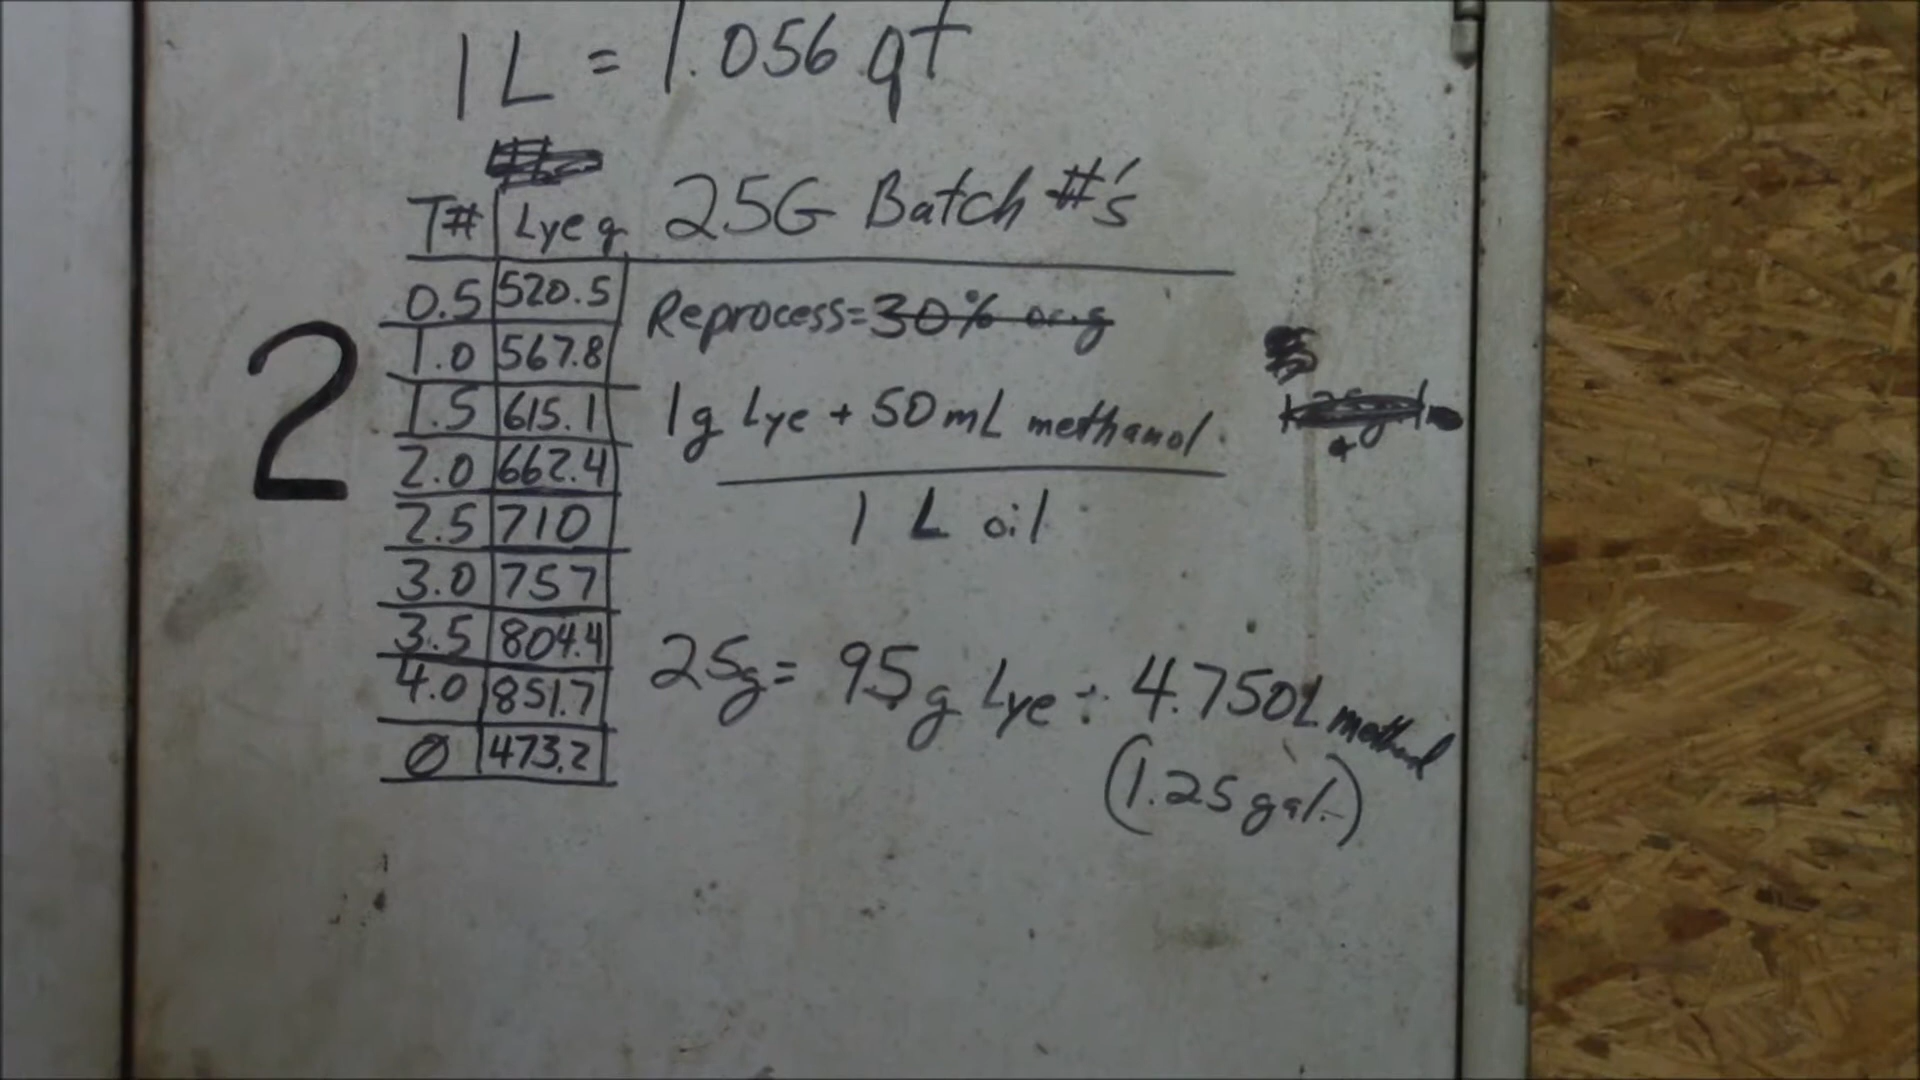 1L = 1.056 qt
T# Lye g 25G Batch #'s
0.5 520.5
1.0 567.8
1.5 615.1
2.0 662.4
2.5 710
3.0 757
3.5 804.4
4.0 851.7
Ø 473.2
2
Reprocess= 30% orig
1g Lye + 50mL methanol
1 L oil
25g= 95g Lye + 4.750L methanol
(1.25gal.)